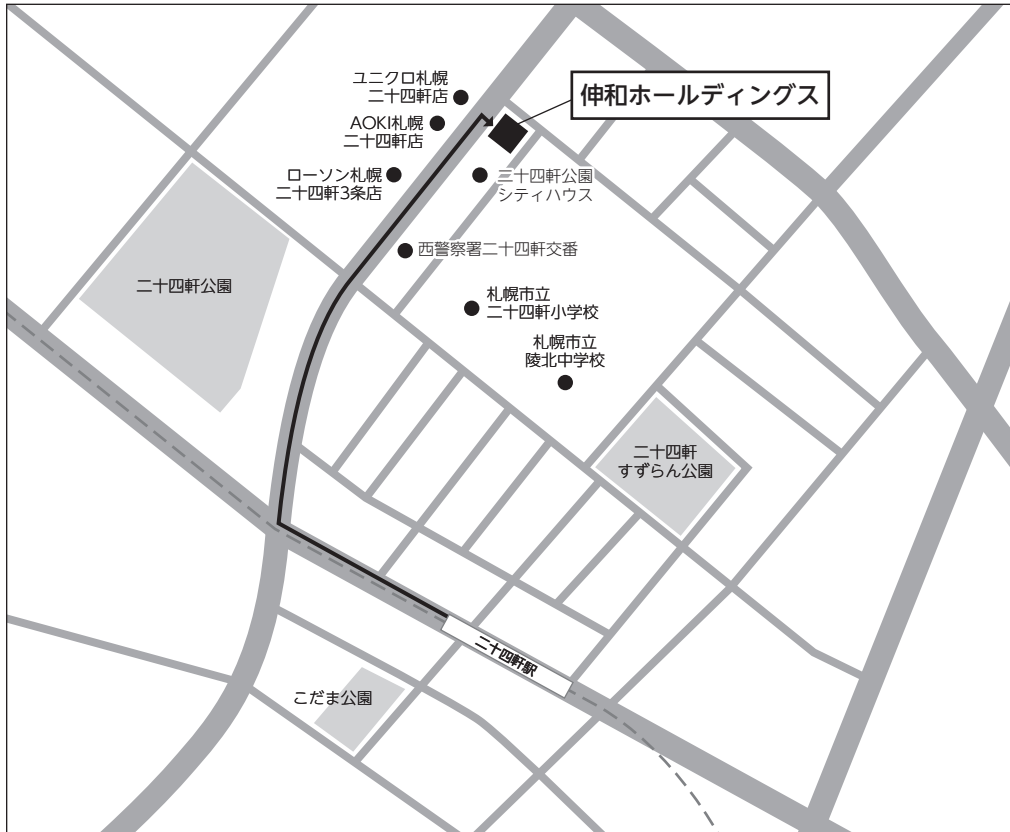 ユニクロ札幌
二十四軒店
伸和ホールディングス
AOKI札幌
二十四軒店
ローソン札幌
二十四軒3条店
二十四軒公園
シティハウス
西警察署二十四軒交番
二十四軒公園
札幌市立
二十四軒小学校
札幌市立
陵北中学校
二十四軒
すずらん公園
二十四軒駅
こだま公園